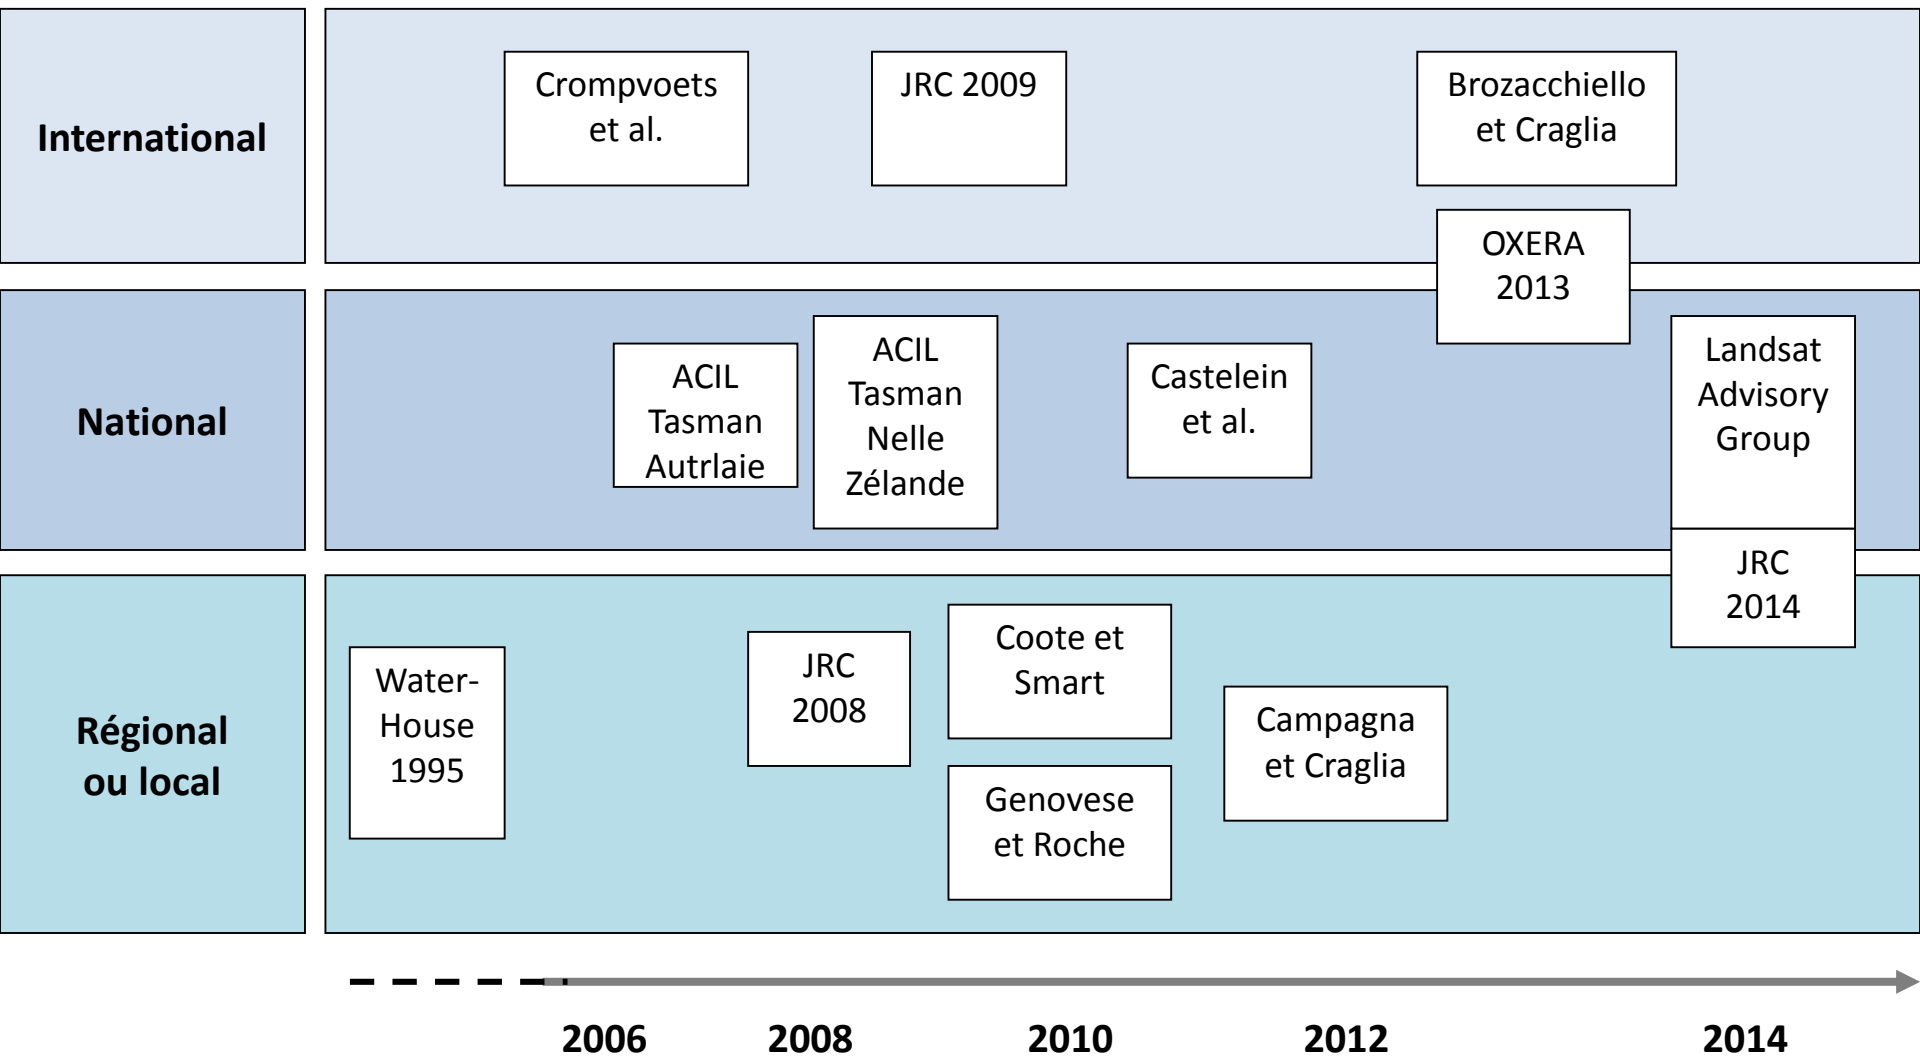 International
Crompvoets
et al.
JRC 2009
Brozacchiello
et Craglia
OXERA
2013
National
ACIL
Tasman
Autrlaie
ACIL
Tasman
Nelle
Zélande
Castelein
et al.
Landsat
Advisory
Group
JRC
2014
Régional
ou local
Water-
House
1995
JRC
2008
Coote et
Smart
Genovese
et Roche
Campagna
et Craglia
2006
2008
2010
2012
2014